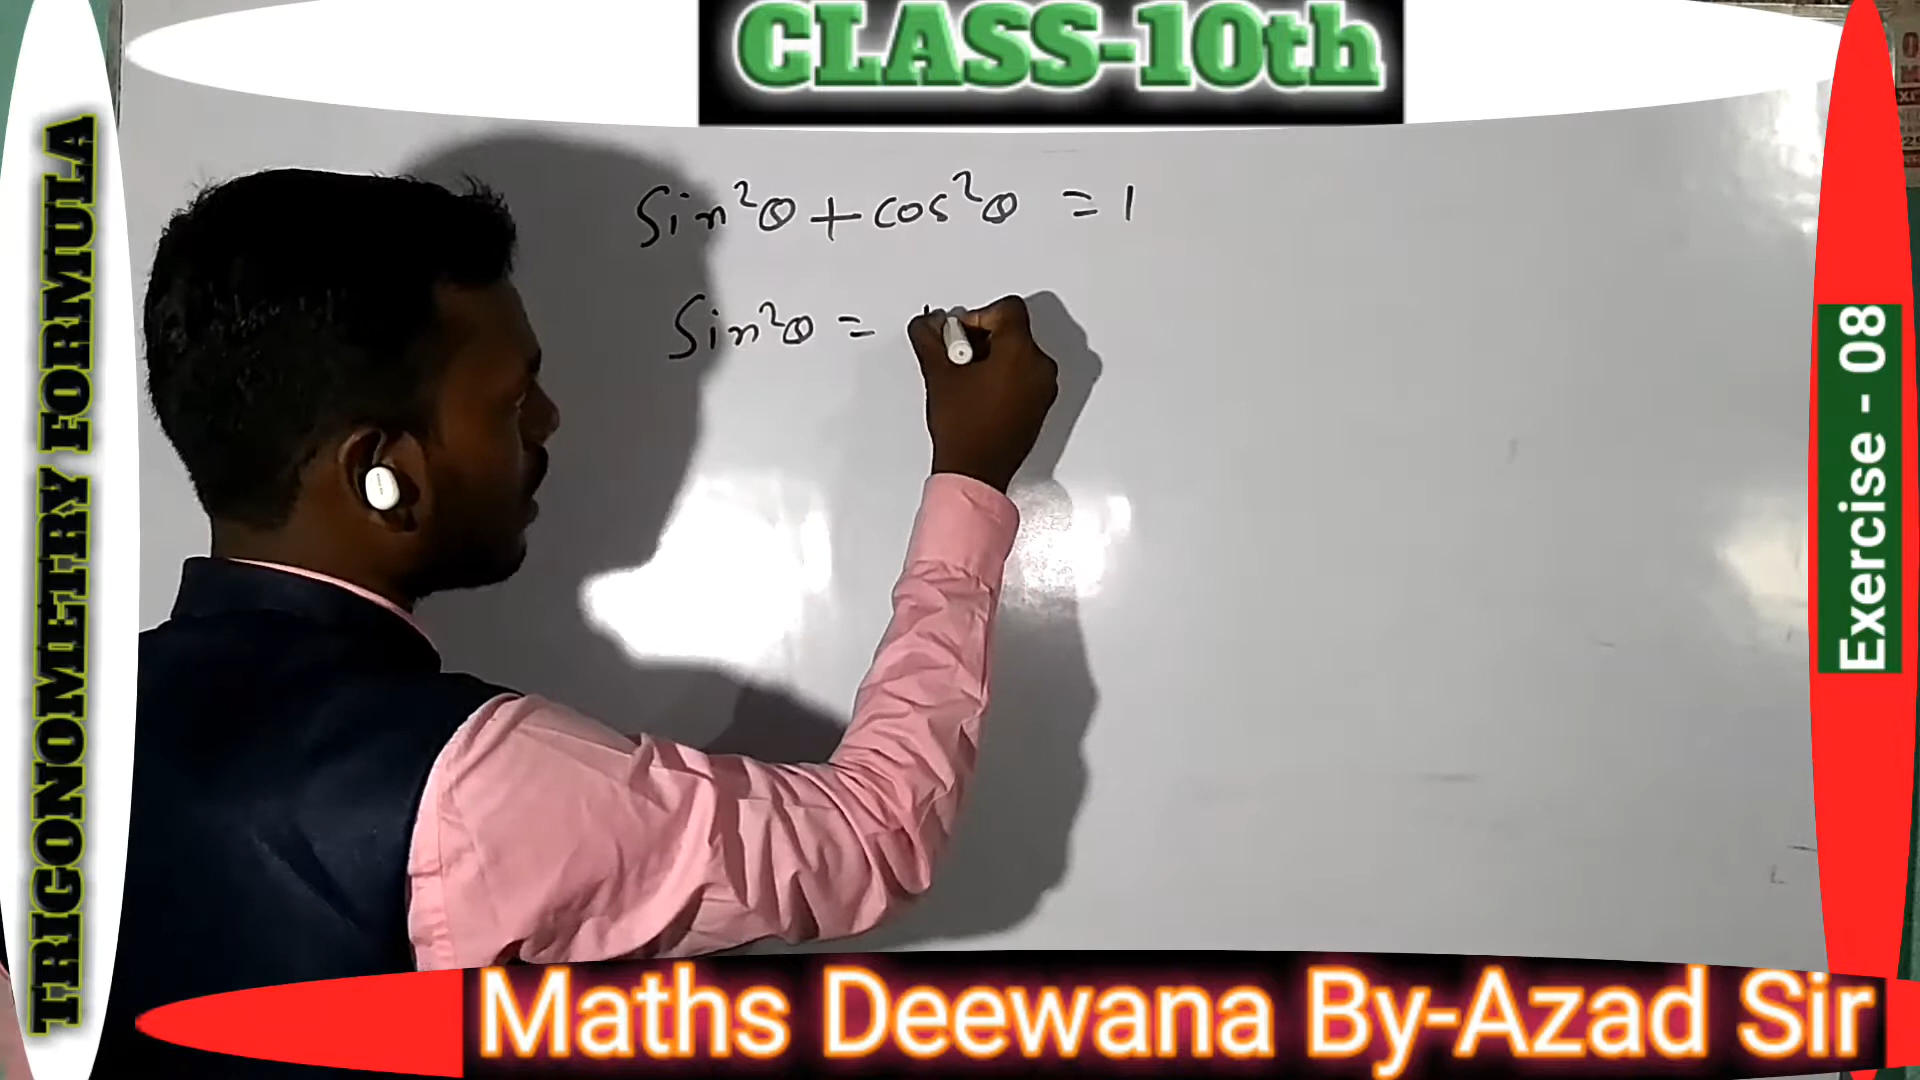 CLASS-10th
TRIGONOMETRY FORMULA
Sin²θ + cos²θ = 1
Sin²θ =
Exercise - 08
Maths Deewana By-Azad Sir